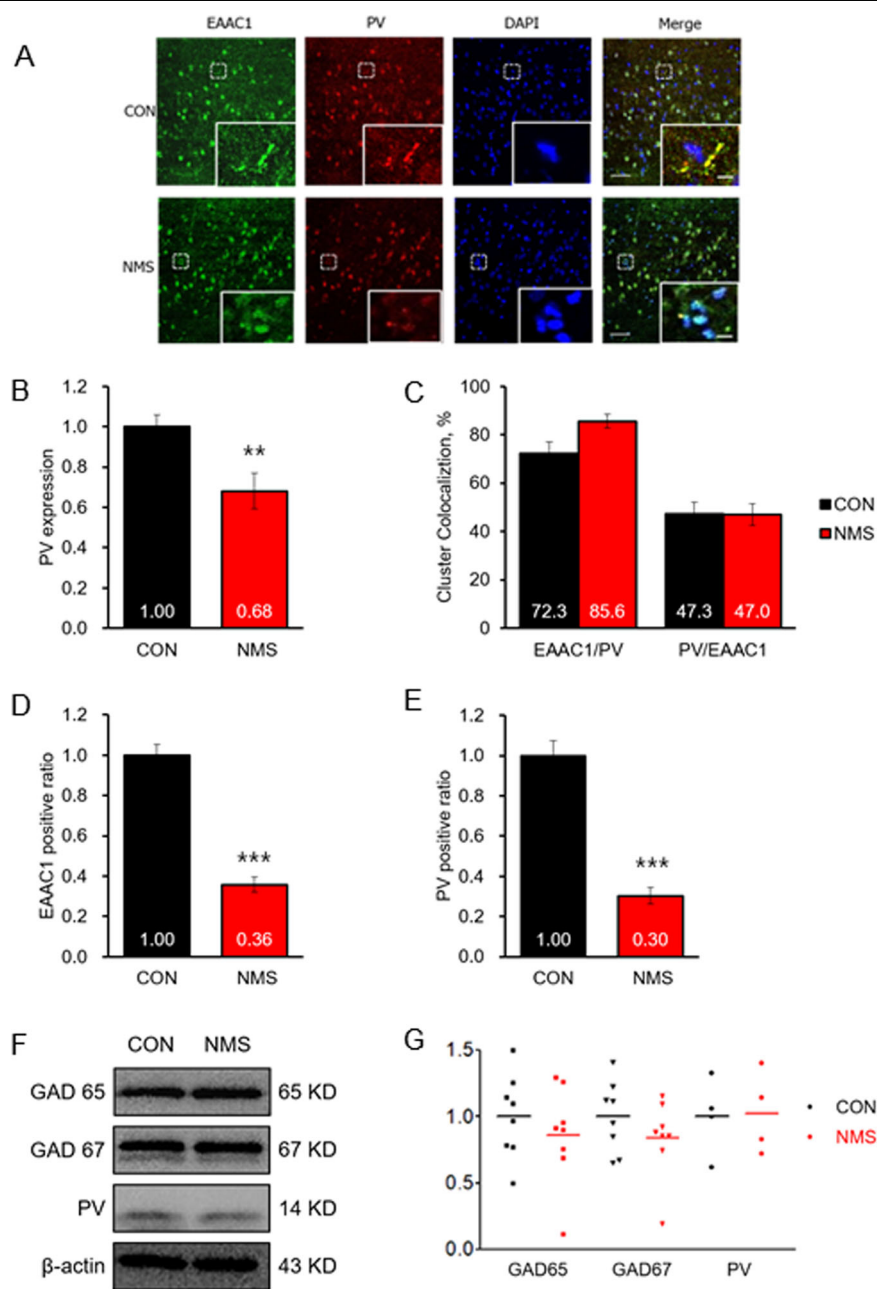 EAAC1 PV DAPI Merge
A
CON
NMS
B
PV expression
1.2
1.0
0.8
0.6
0.4
0.2
0.0
**
1.00 0.68
CON NMS
C
Cluster Colocaliztion, %
100
80
60
40
20
0
72.3 85.6 47.3 47.0
EAAC1/PV PV/EAAC1
CON
NMS
D
EAAC1 positive ratio
1.2
1.0
0.8
0.6
0.4
0.2
0.0
***
1.00 0.36
CON NMS
E
PV positive ratio
1.2
1.0
0.8
0.6
0.4
0.2
0.0
***
1.00 0.30
CON NMS
F
CON NMS
GAD 65 65 KD
GAD 67 67 KD
PV 14 KD
β-actin 43 KD
G
1.5
1.0
0.5
0.0
GAD65 GAD67 PV
CON
NMS